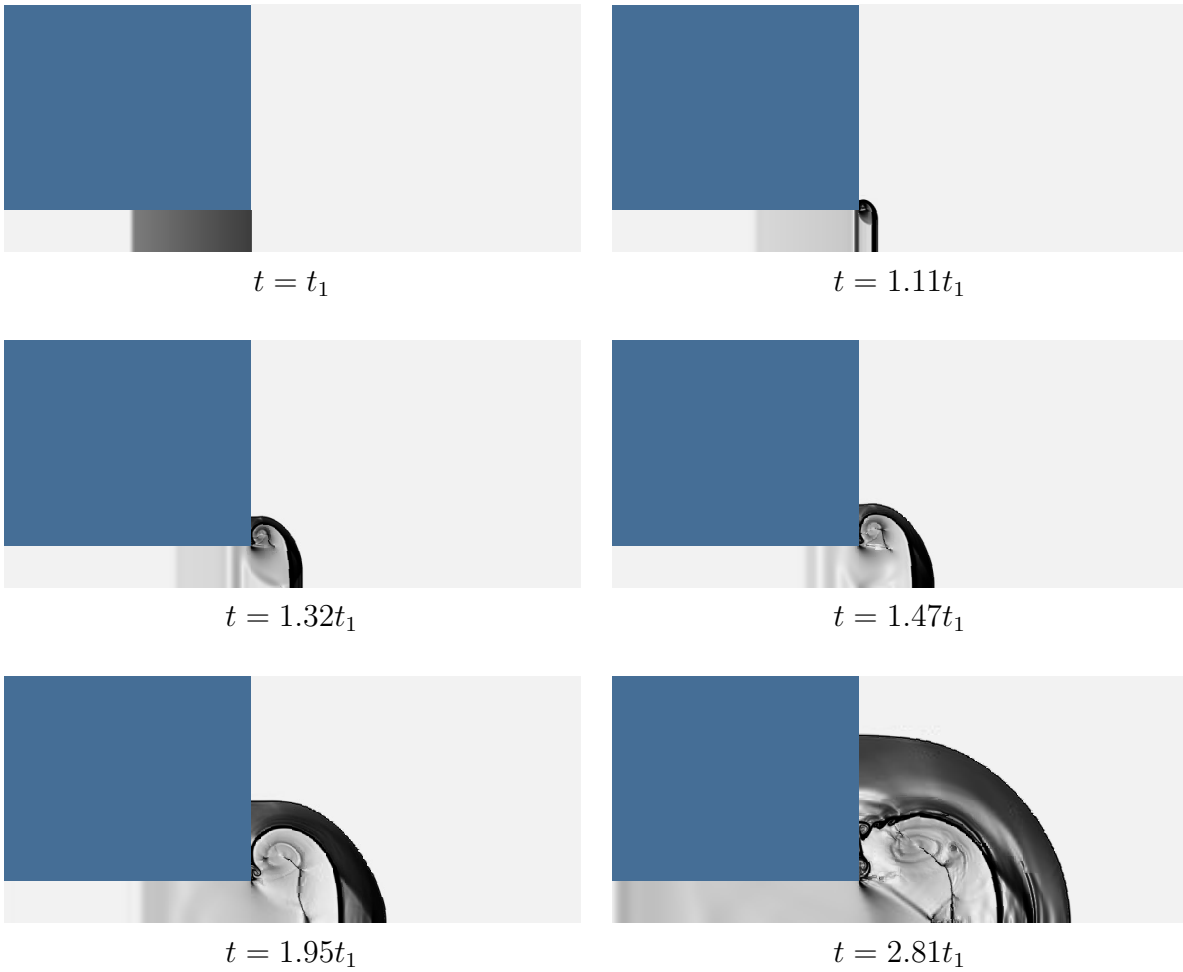 t = t₁
t = 1.11t₁
t = 1.32t₁
t = 1.47t₁
t = 1.95t₁
t = 2.81t₁